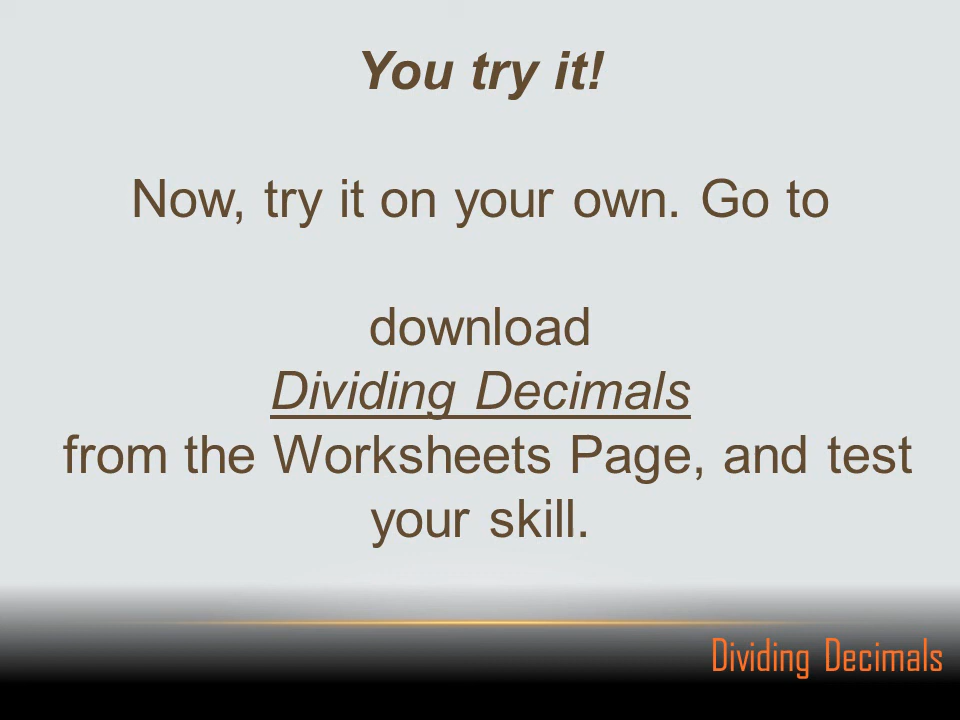 You try it!
Now, try it on your own. Go to
download
Dividing Decimals
from the Worksheets Page, and test
your skill.
Dividing Decimals